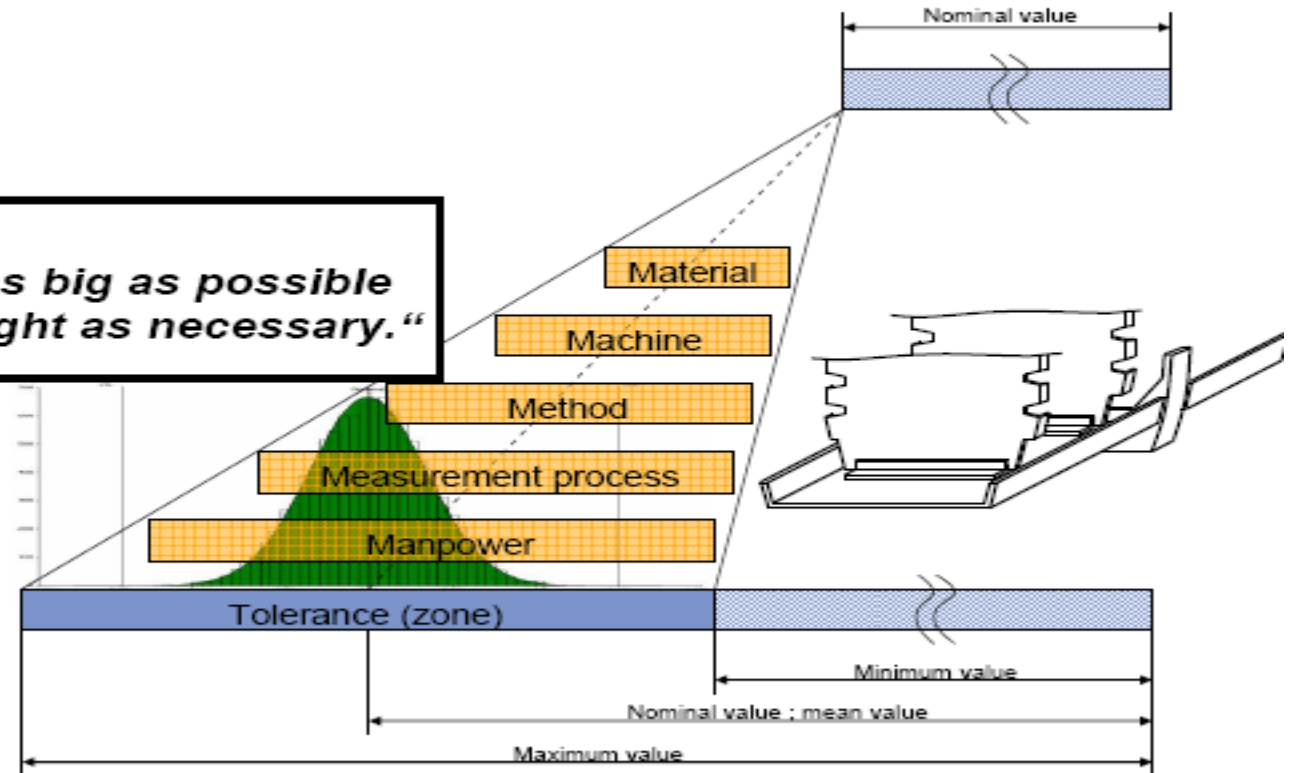 Nominal value
s big as possible
ght as necessary.“
Material
Machine
Method
Measurement process
Manpower
Tolerance (zone)
Minimum value
Nominal value ; mean value
Maximum value